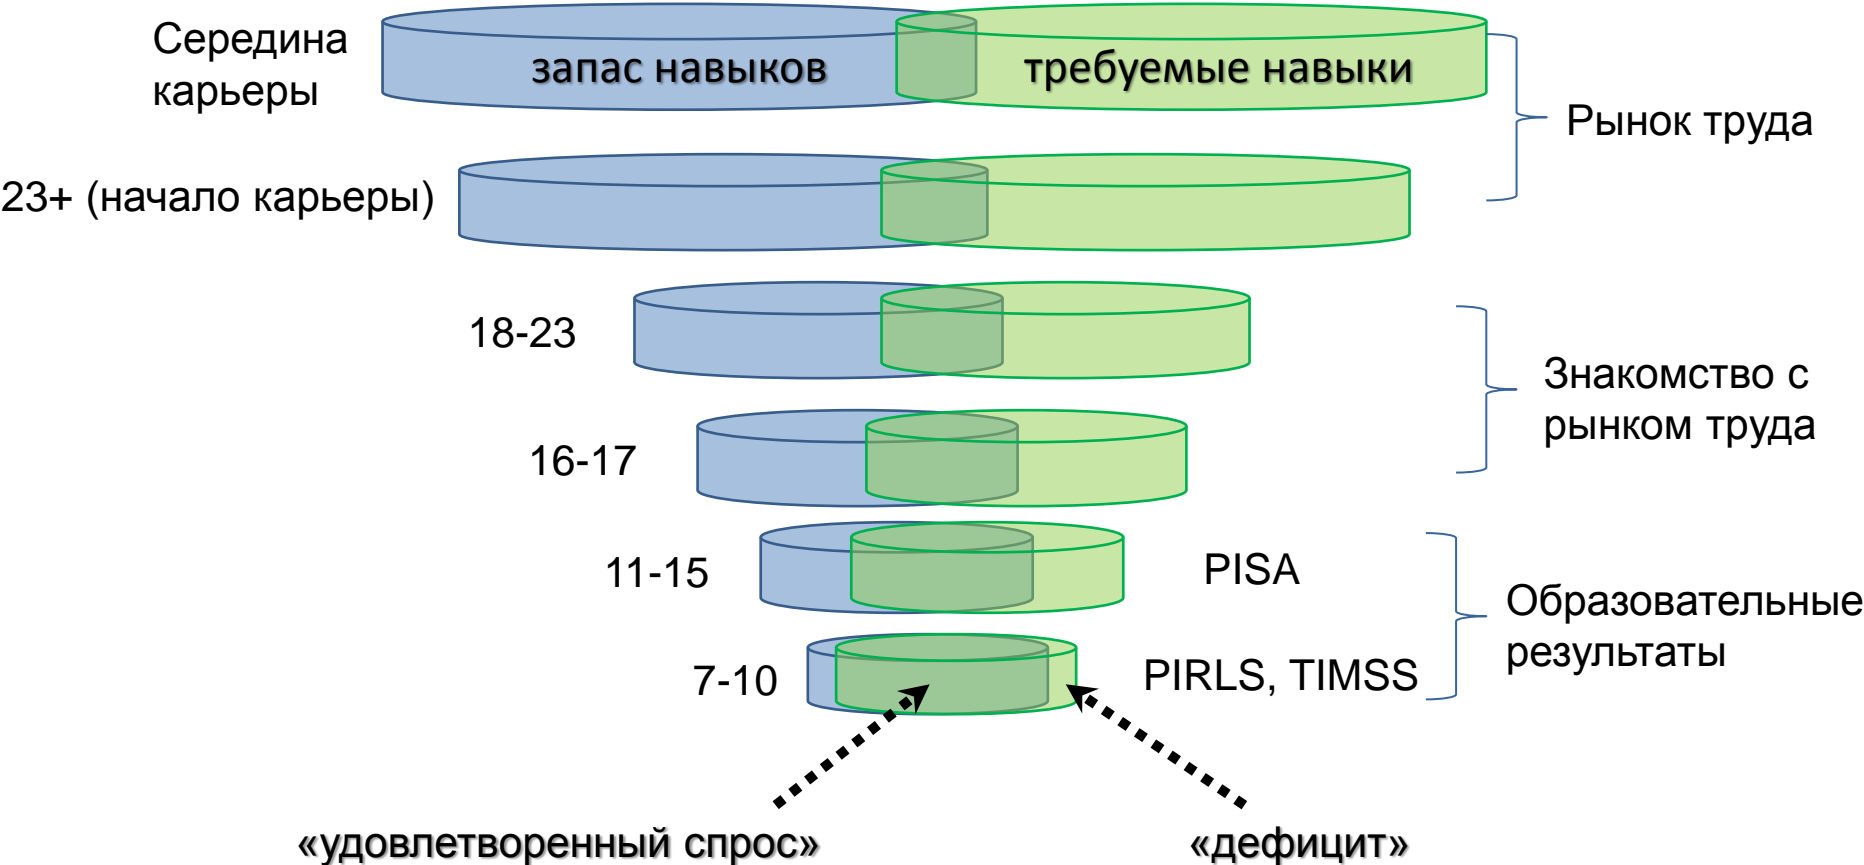 Середина
карьеры
запас навыков
требуемые навыки
Рынок труда
23+ (начало карьеры)
18-23
Знакомство с
рынком труда
16-17
11-15
PISA
Образовательные
результаты
7-10
PIRLS, TIMSS
«удовлетворенный спрос»
«дефицит»